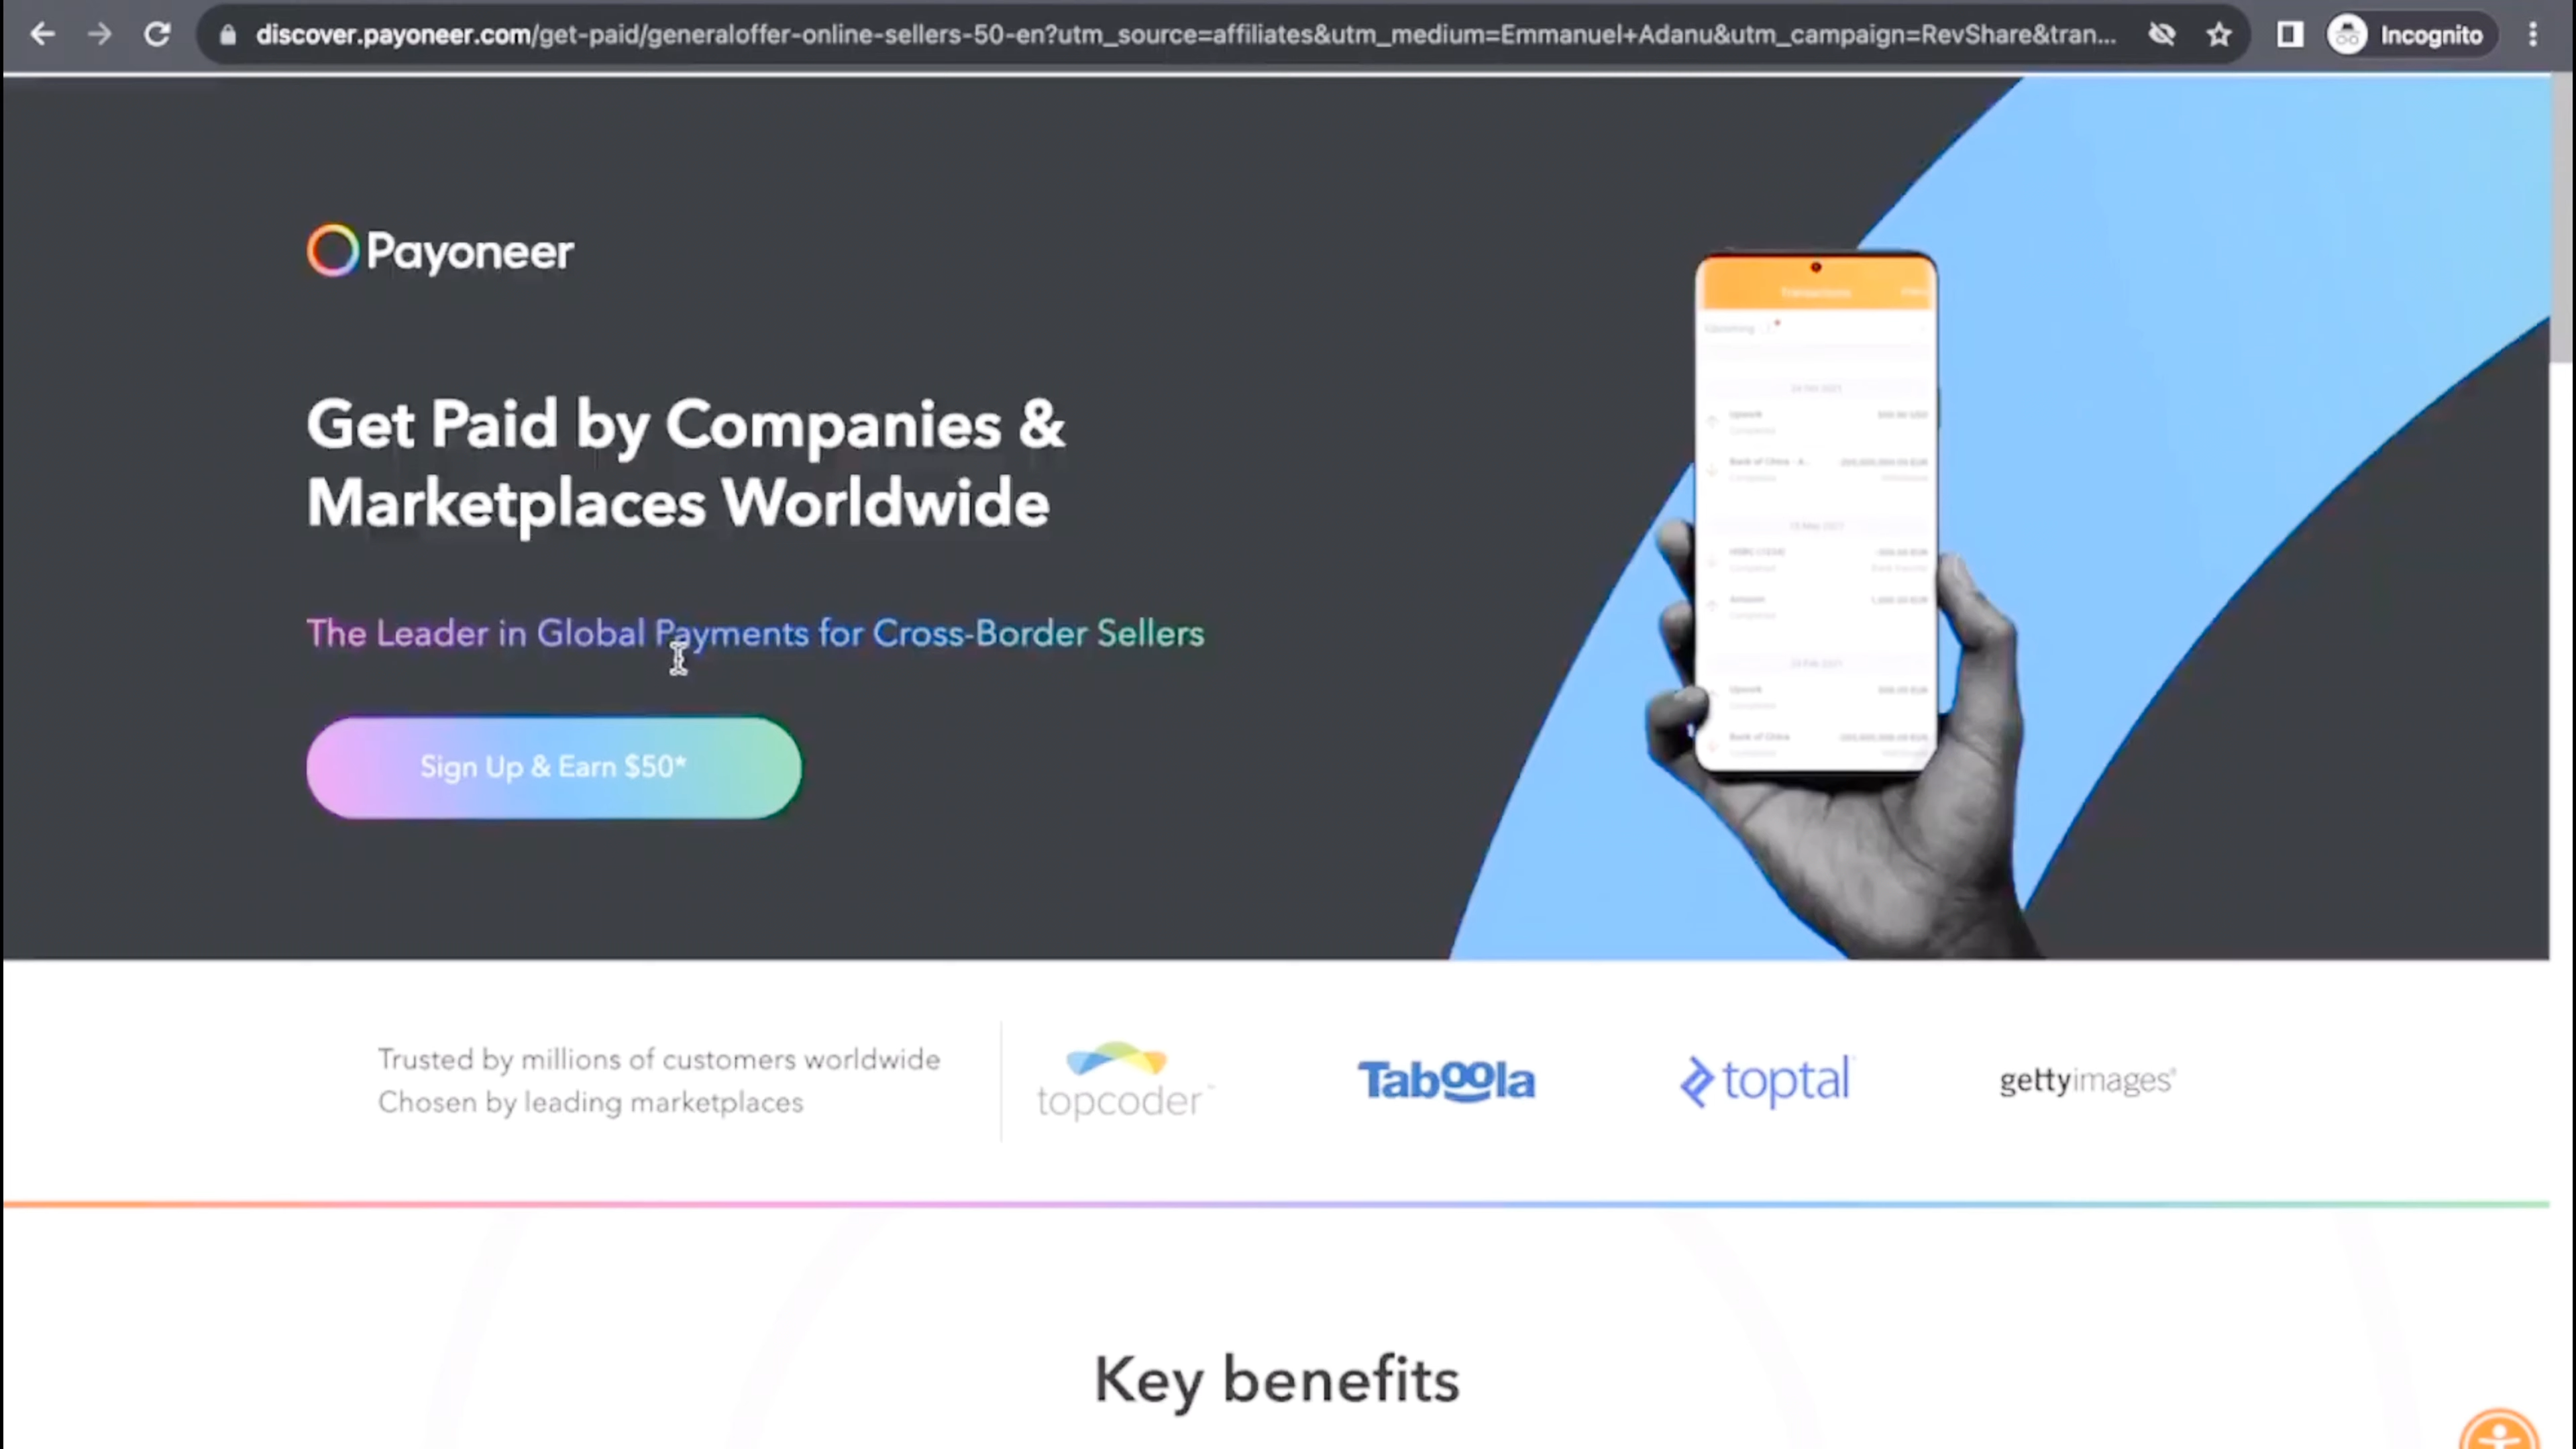 discover.payoneer.com/get-paid/generaloffer-online-sellers-50-en?utm_source=affiliates&utm_medium=Emmanuel+Adanu&utm_campaign=RevShare&tran...
Incognito
Payoneer
Get Paid by Companies &
Marketplaces Worldwide
The Leader in Global Payments for Cross-Border Sellers
Sign Up & Earn $50*
Transactions
Trusted by millions of customers worldwide
Chosen by leading marketplaces
topcoder™
Taboola
toptal
gettyimages®
Key benefits